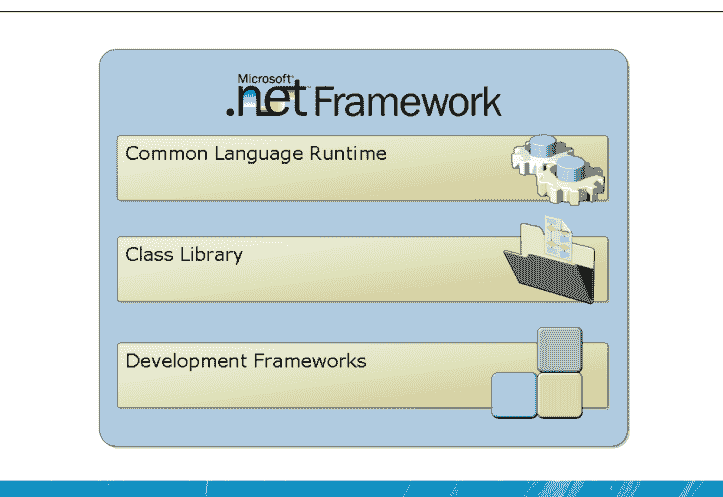 Microsoft
.net Framework
Common Language Runtime
Class Library
Development Frameworks